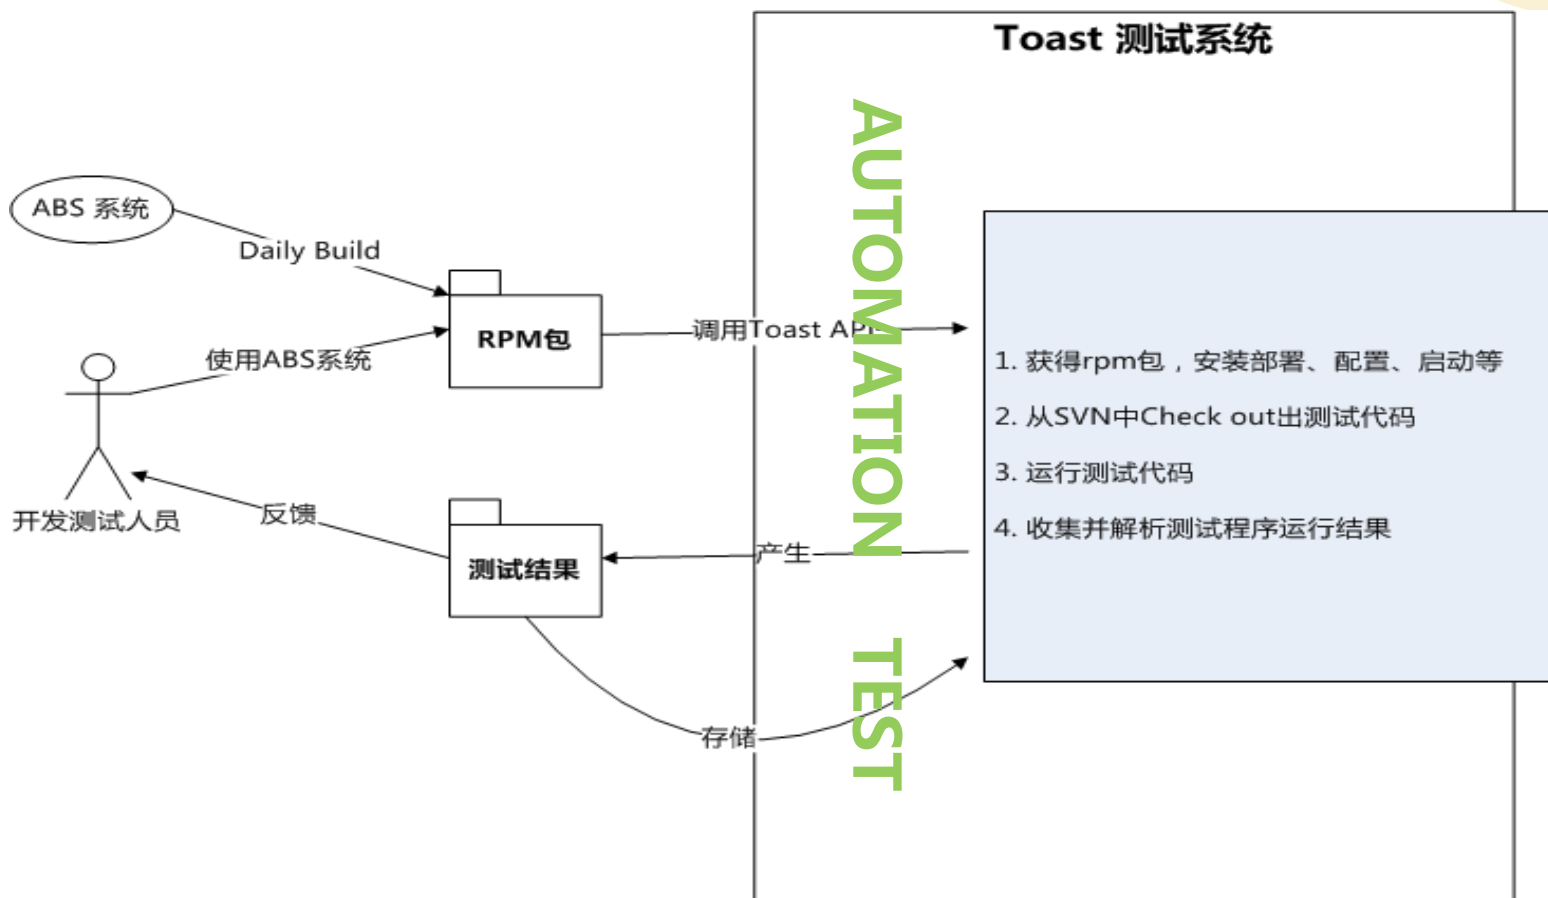 Toast 测试系统
AUTOMATION TEST
ABS 系统
Daily Build
RPM包
调用Toast API
使用ABS系统
1. 获得rpm包，安装部署、配置、启动等
2. 从SVN中Check out出测试代码
3. 运行测试代码
4. 收集并解析测试程序运行结果
开发测试人员
反馈
测试结果
产生
存储